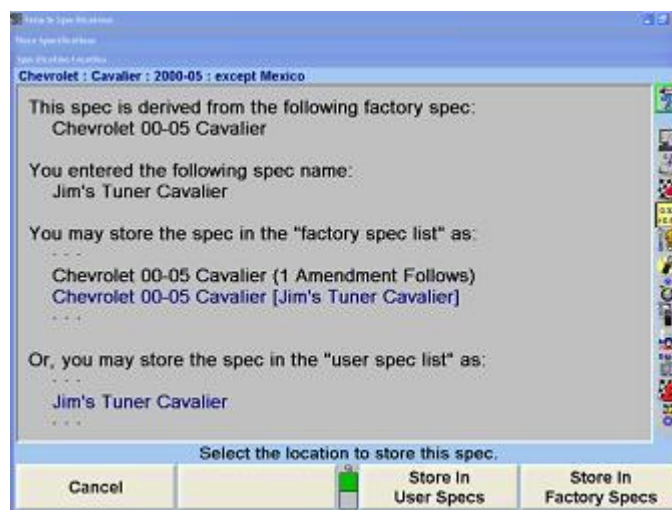 Chevrolet : Cavalier : 2000-05 : except Mexico
This spec is derived from the following factory spec:
Chevrolet 00-05 Cavalier
You entered the following spec name:
Jim's Tuner Cavalier
You may store the spec in the "factory spec list" as:
. . .
Chevrolet 00-05 Cavalier (1 Amendment Follows)
Chevrolet 00-05 Cavalier [Jim's Tuner Cavalier]
. . .
Or, you may store the spec in the "user spec list" as:
. . .
Jim's Tuner Cavalier
. . .
Select the location to store this spec.
Cancel
Store In
User Specs
Store In
Factory Specs